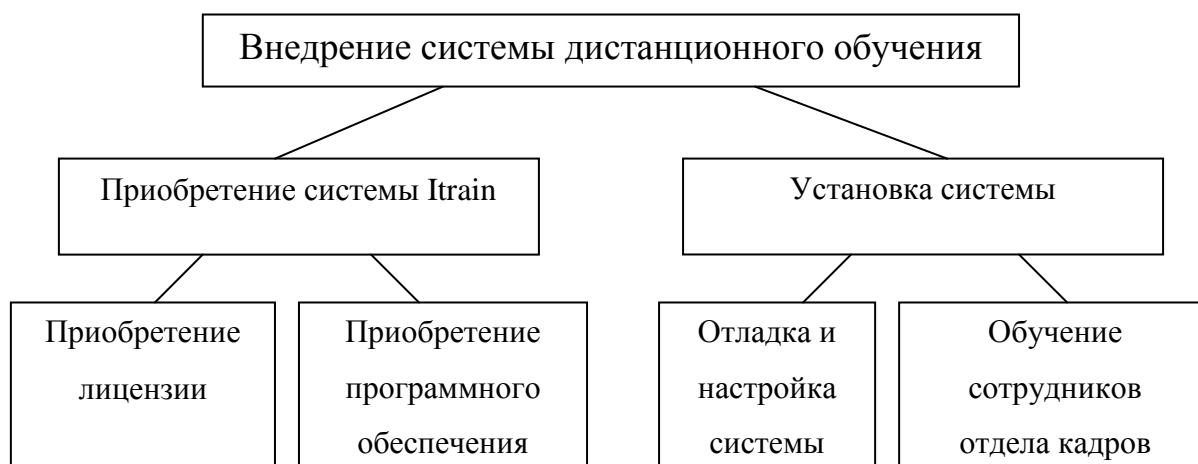 Внедрение системы дистанционного обучения
Приобретение системы Itrain
Установка системы
Приобретение
лицензии
Приобретение
программного
обеспечения
Отладка и
настройка
системы
Обучение
сотрудников
отдела кадров